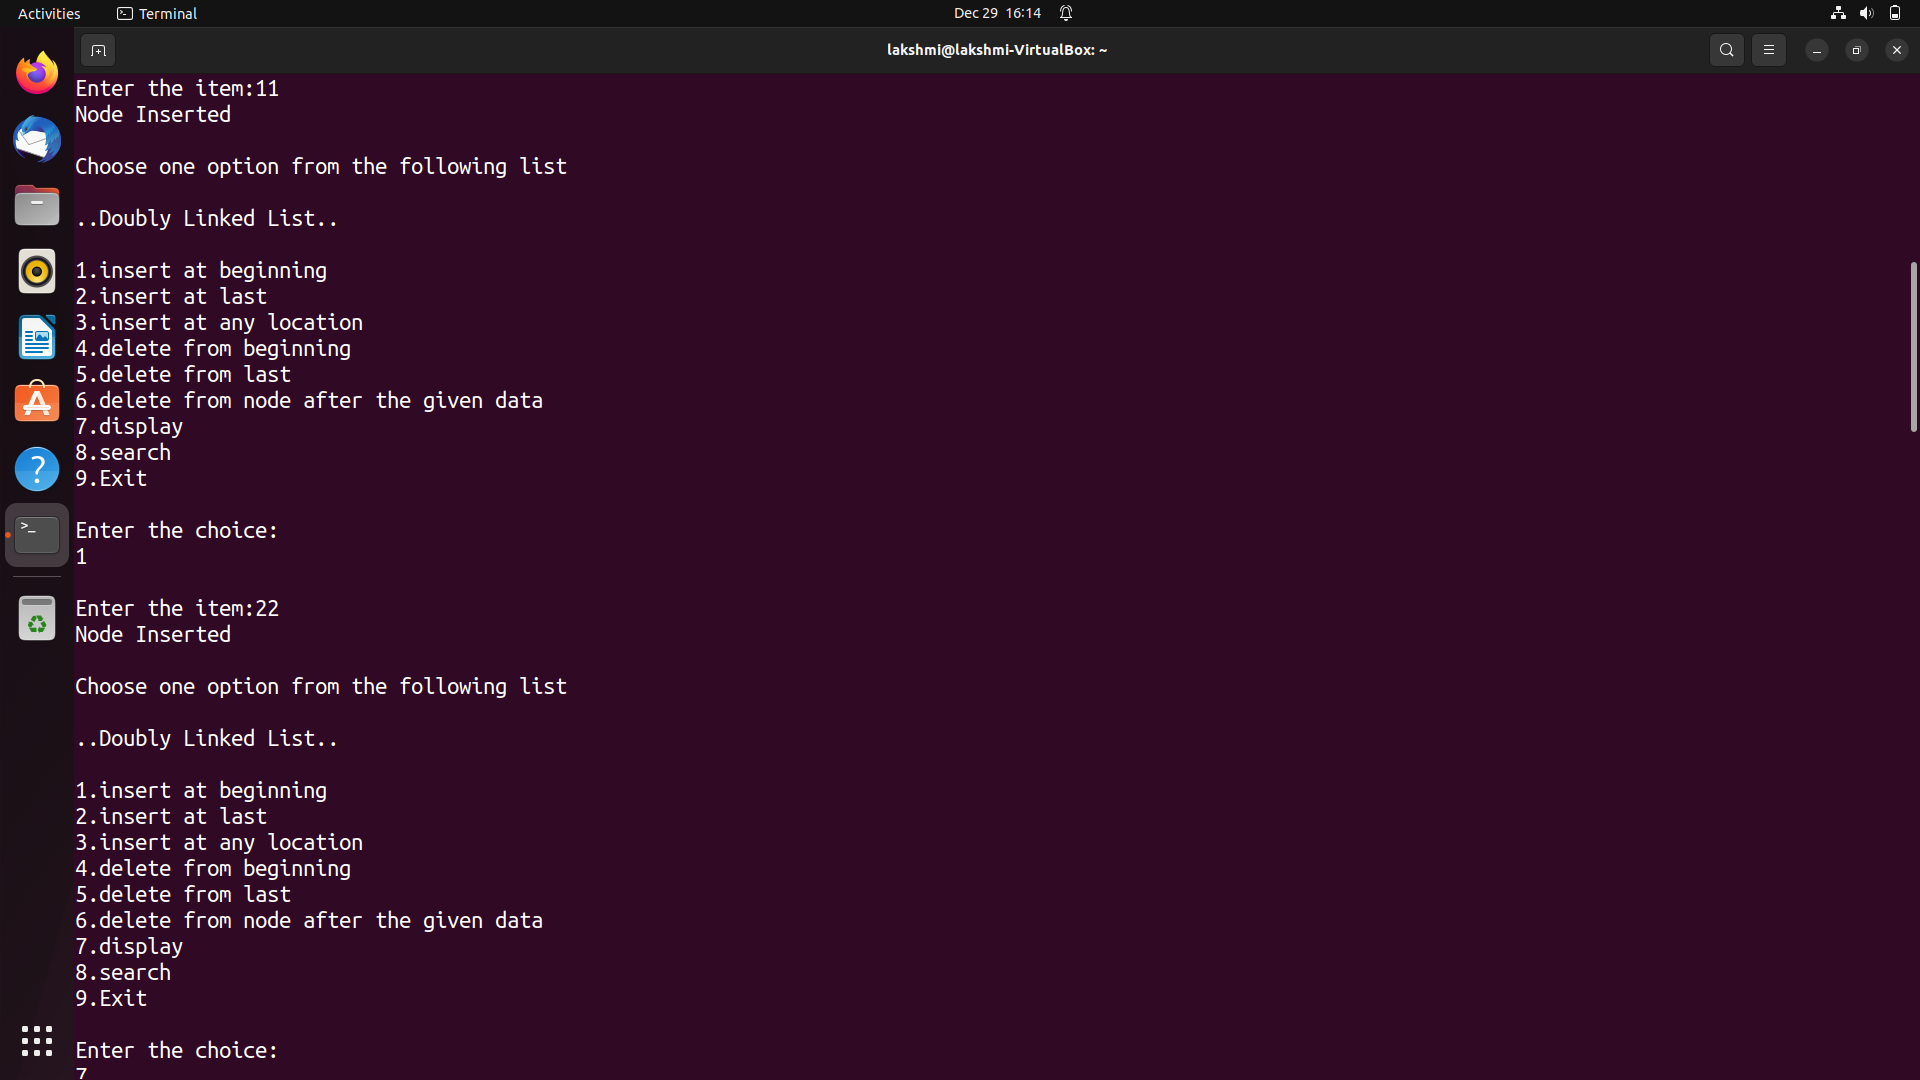 Activities
Terminal
Dec 29 16:14
lakshmi@lakshmi-VirtualBox: ~
Enter the item:11
Node Inserted
Choose one option from the following list
..Doubly Linked List..
1.insert at beginning
2.insert at last
3.insert at any location
4.delete from beginning
5.delete from last
6.delete from node after the given data
7.display
8.search
9.Exit
Enter the choice:
1
Enter the item:22
Node Inserted
Choose one option from the following list
..Doubly Linked List..
1.insert at beginning
2.insert at last
3.insert at any location
4.delete from beginning
5.delete from last
6.delete from node after the given data
7.display
8.search
9.Exit
Enter the choice:
7